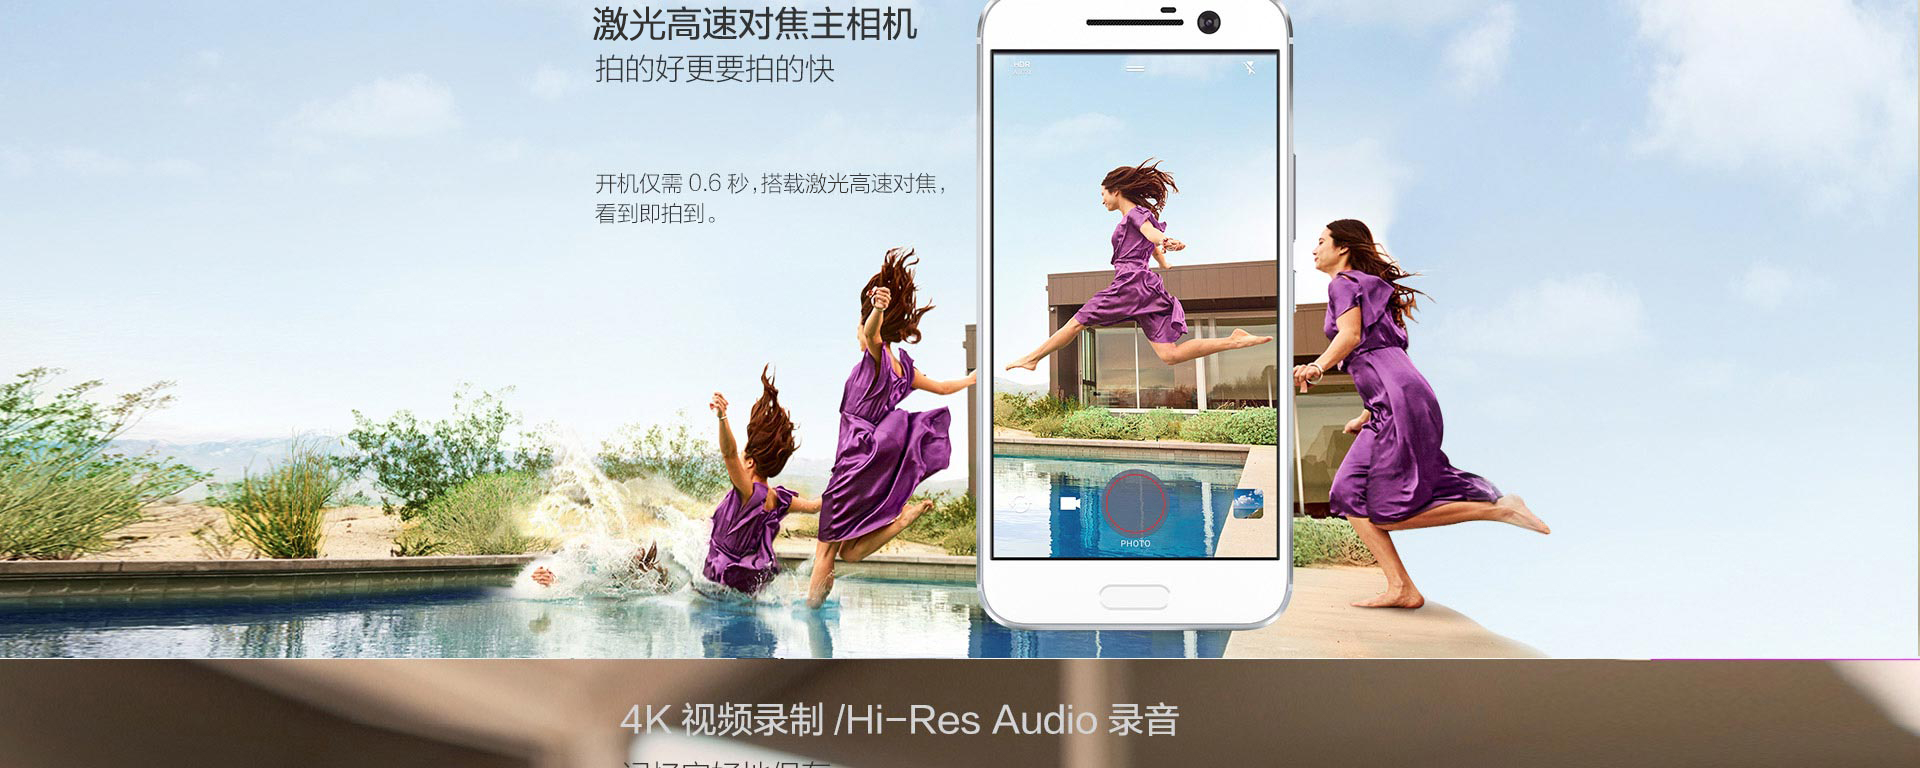 激光高速对焦主相机
拍的好更要拍的快
开机仅需 0.6 秒，搭载激光高速对焦，
看到即拍到。
HDR
PHOTO
4K 视频录制 /Hi-Res Audio 录音